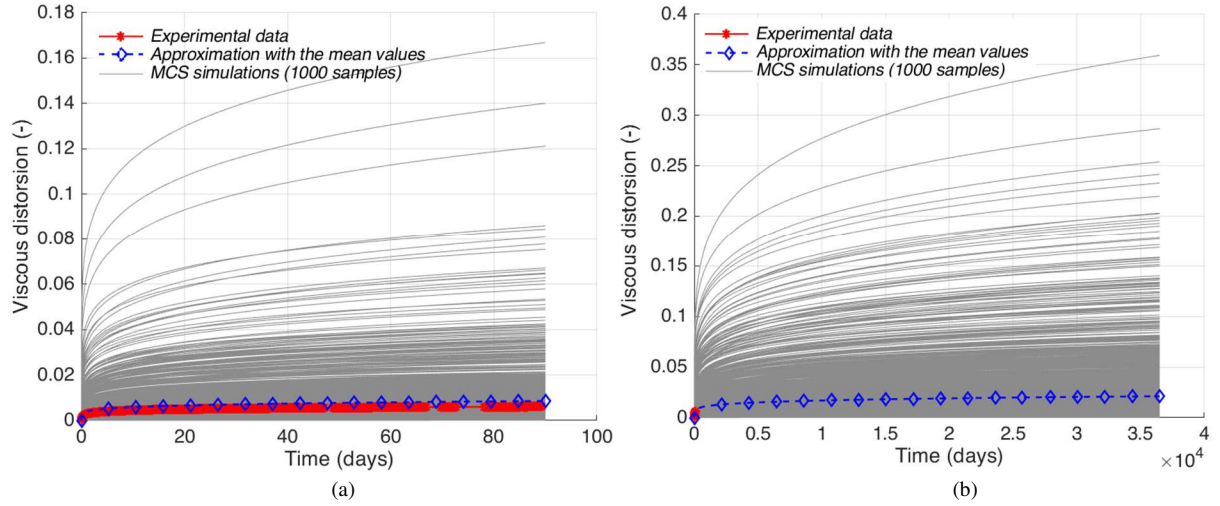 0.18
0.16
0.14
0.12
0.1
0.08
0.06
0.04
0.02
0
Viscous distorsion (-)
Experimental data
Approximation with the mean values
MCS simulations (1000 samples)
0 20 40 60 80 100
Time (days)
(a)
0.4
0.35
0.3
0.25
0.2
0.15
0.1
0.05
0
Viscous distorsion (-)
Experimental data
Approximation with the mean values
MCS simulations (1000 samples)
0 0.5 1 1.5 2 2.5 3 3.5 4
×10⁴
Time (days)
(b)